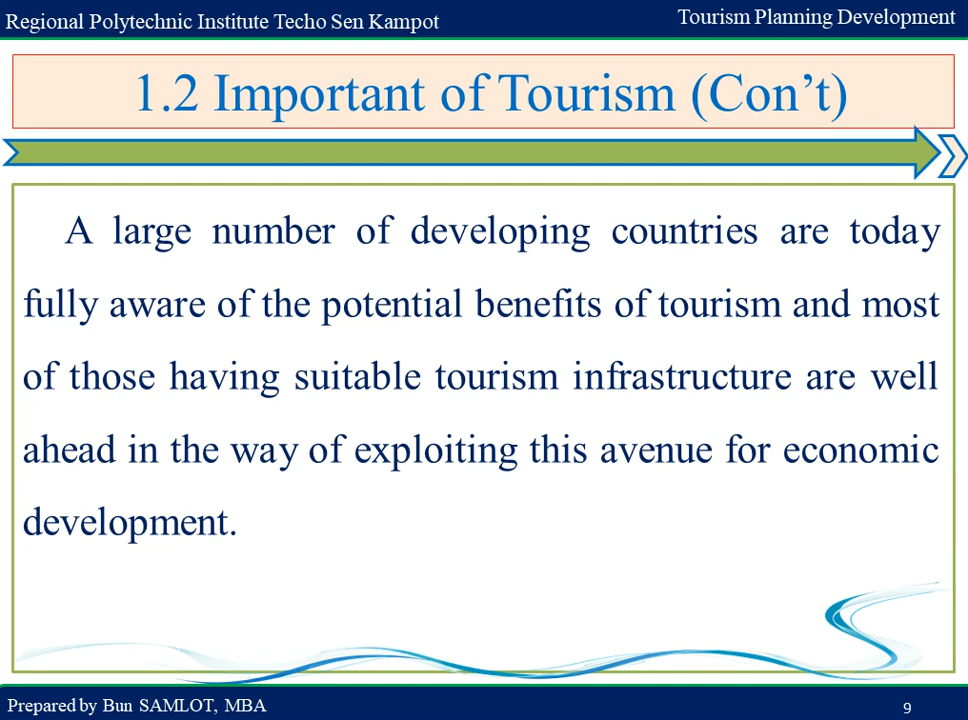 Regional Polytechnic Institute Techo Sen Kampot
Tourism Planning Development
1.2 Important of Tourism (Con’t)
A large number of developing countries are today
fully aware of the potential benefits of tourism and most
of those having suitable tourism infrastructure are well
ahead in the way of exploiting this avenue for economic
development.
Prepared by Bun SAMLOT, MBA
9